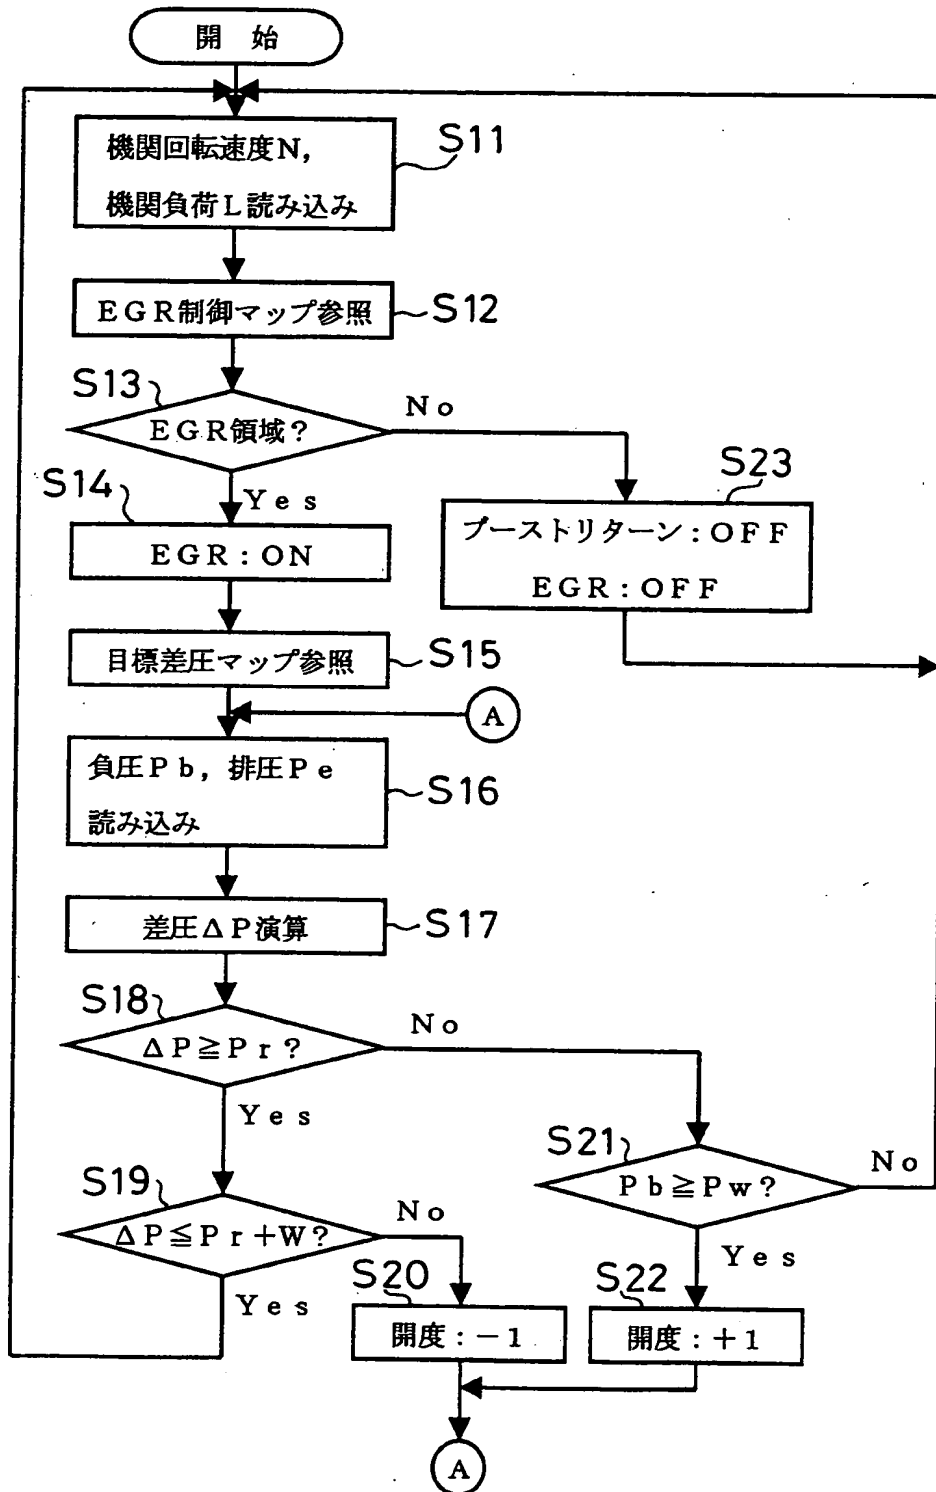 開 始
機関回転速度N,
機関負荷L読み込み
S11
EGR制御マップ参照
S12
S13
EGR領域?
No
S14
Yes
EGR:ON
S23
ブーストリターン:OFF
EGR:OFF
目標差圧マップ参照
S15
A
負圧Pb,排圧Pe
読み込み
S16
差圧ΔP演算
S17
S18
ΔP≧Pr?
No
Yes
S21
Pb≧Pw?
No
S19
ΔP≦Pr+W?
No
Yes
Yes
S20
開度:-1
S22
開度:+1
A